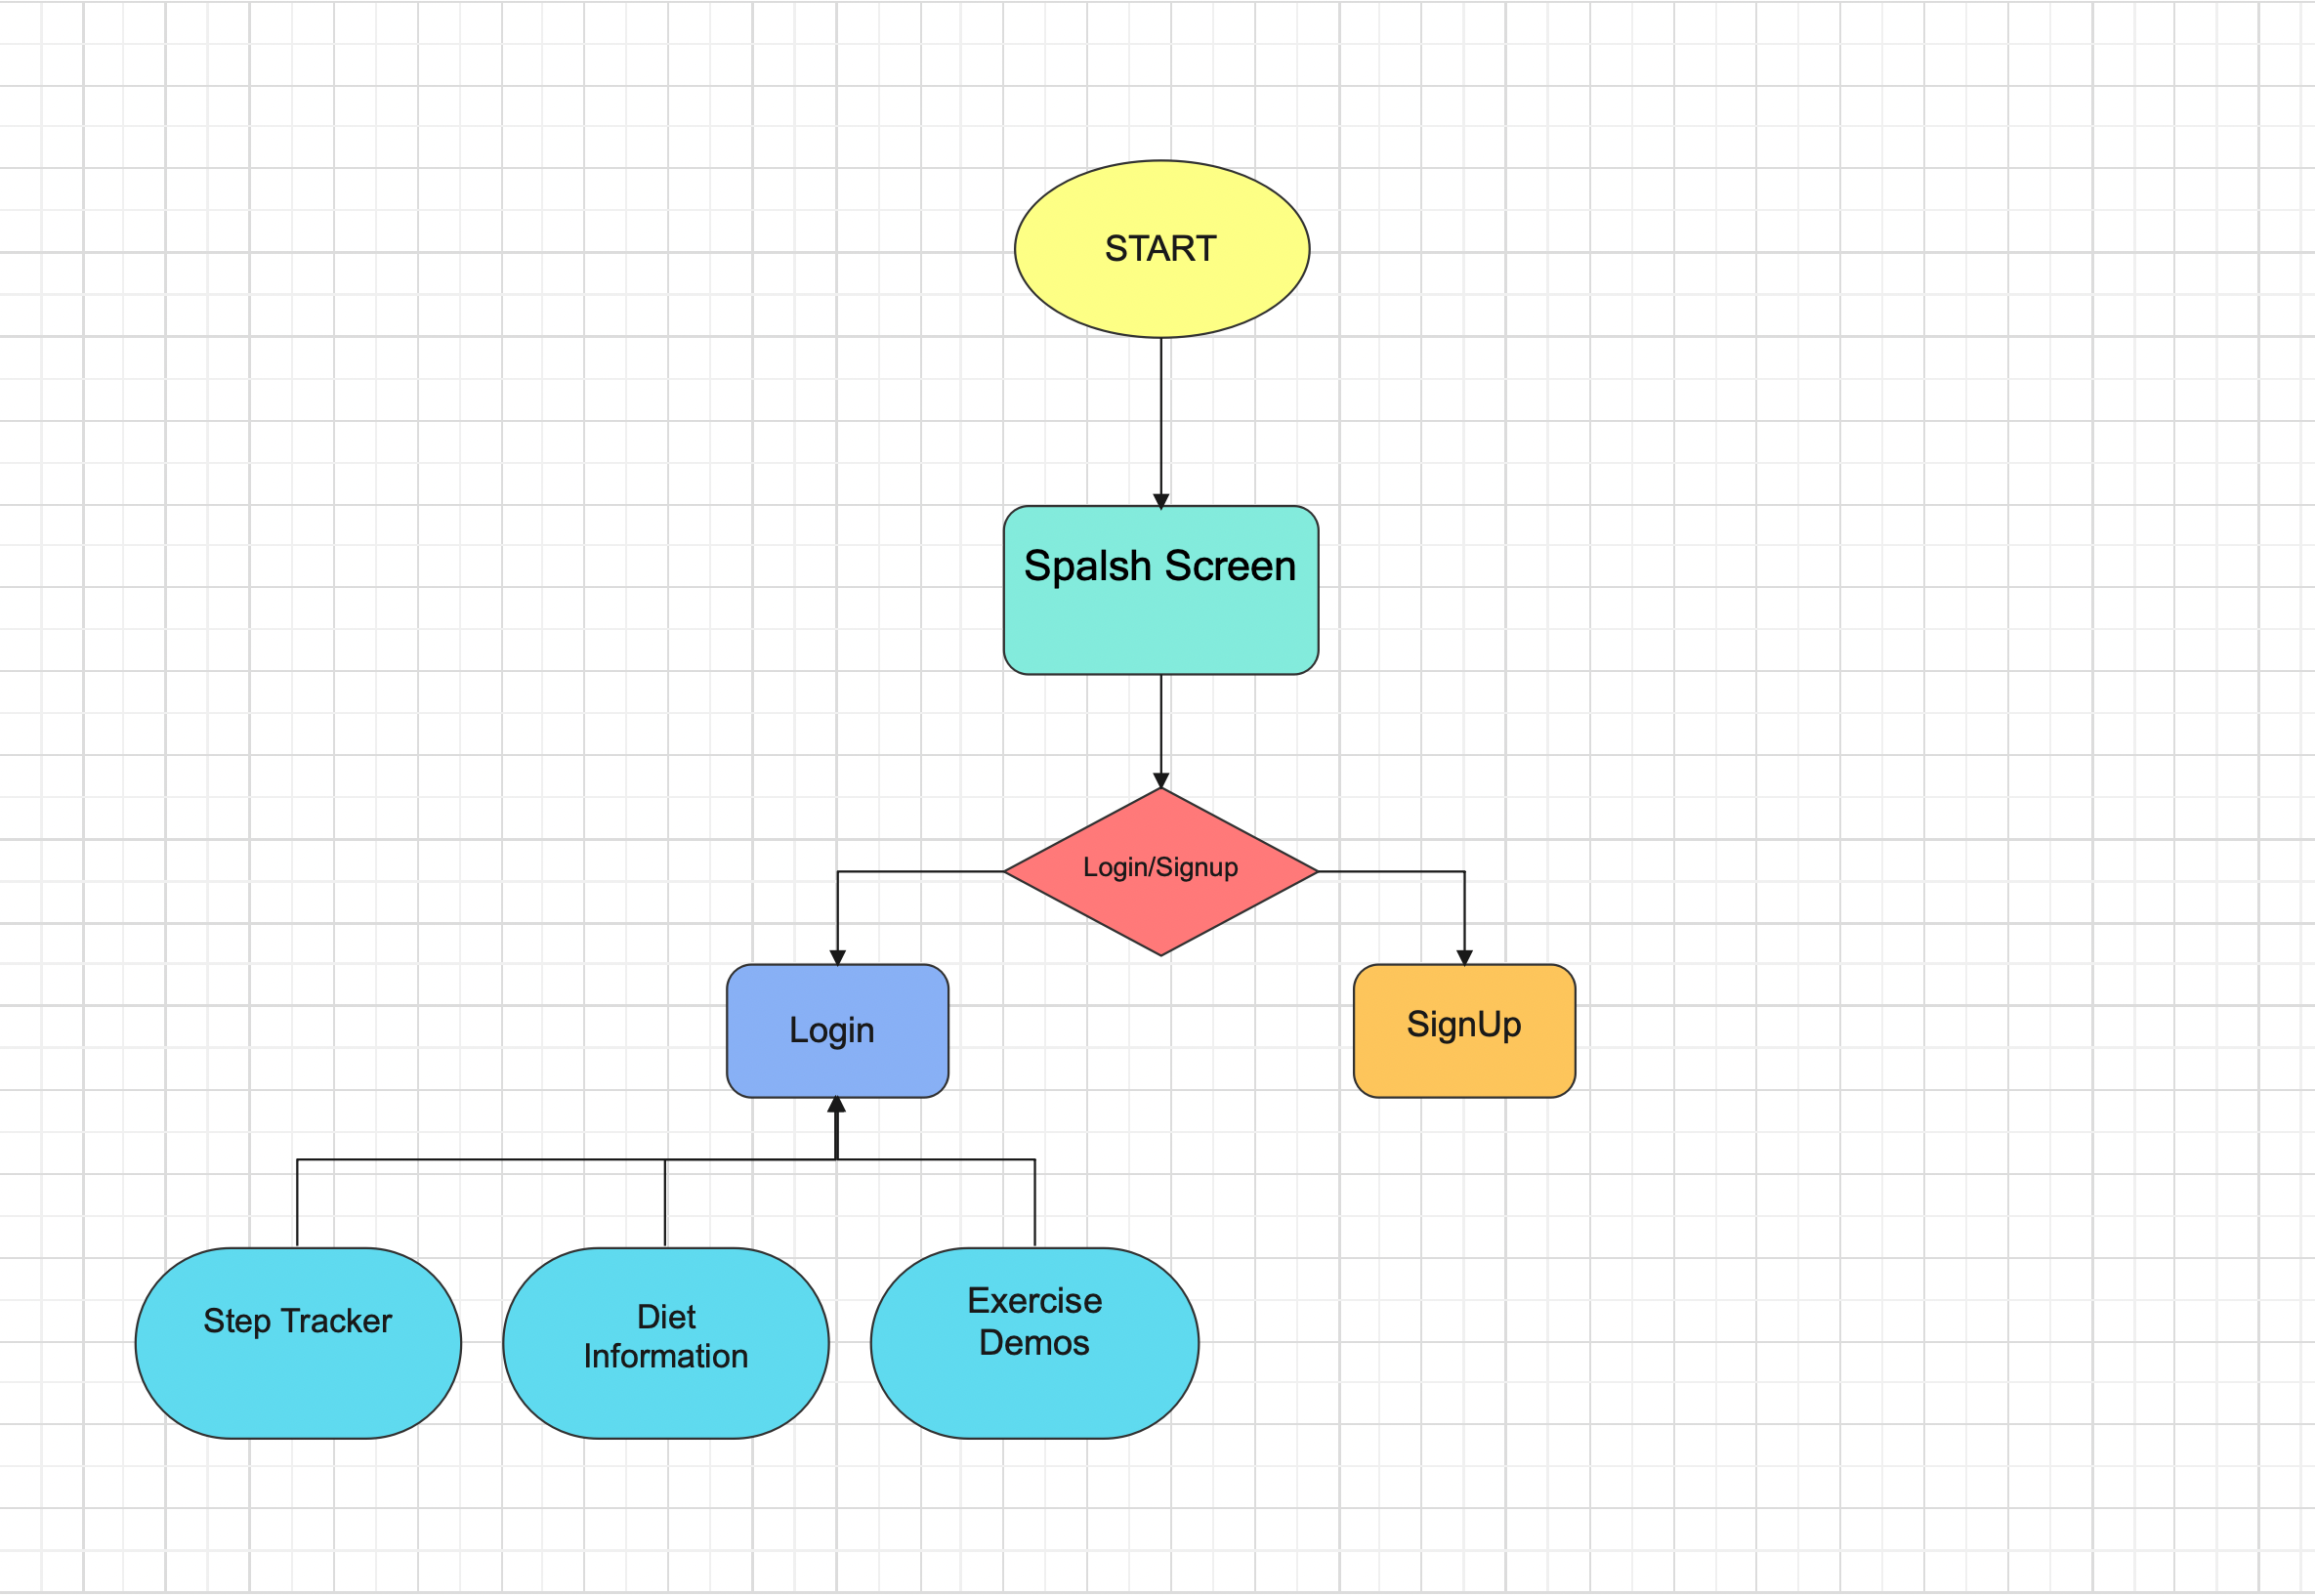 START
Spalsh Screen
Login/Signup
Login
SignUp
Step Tracker
Diet
Information
Exercise
Demos